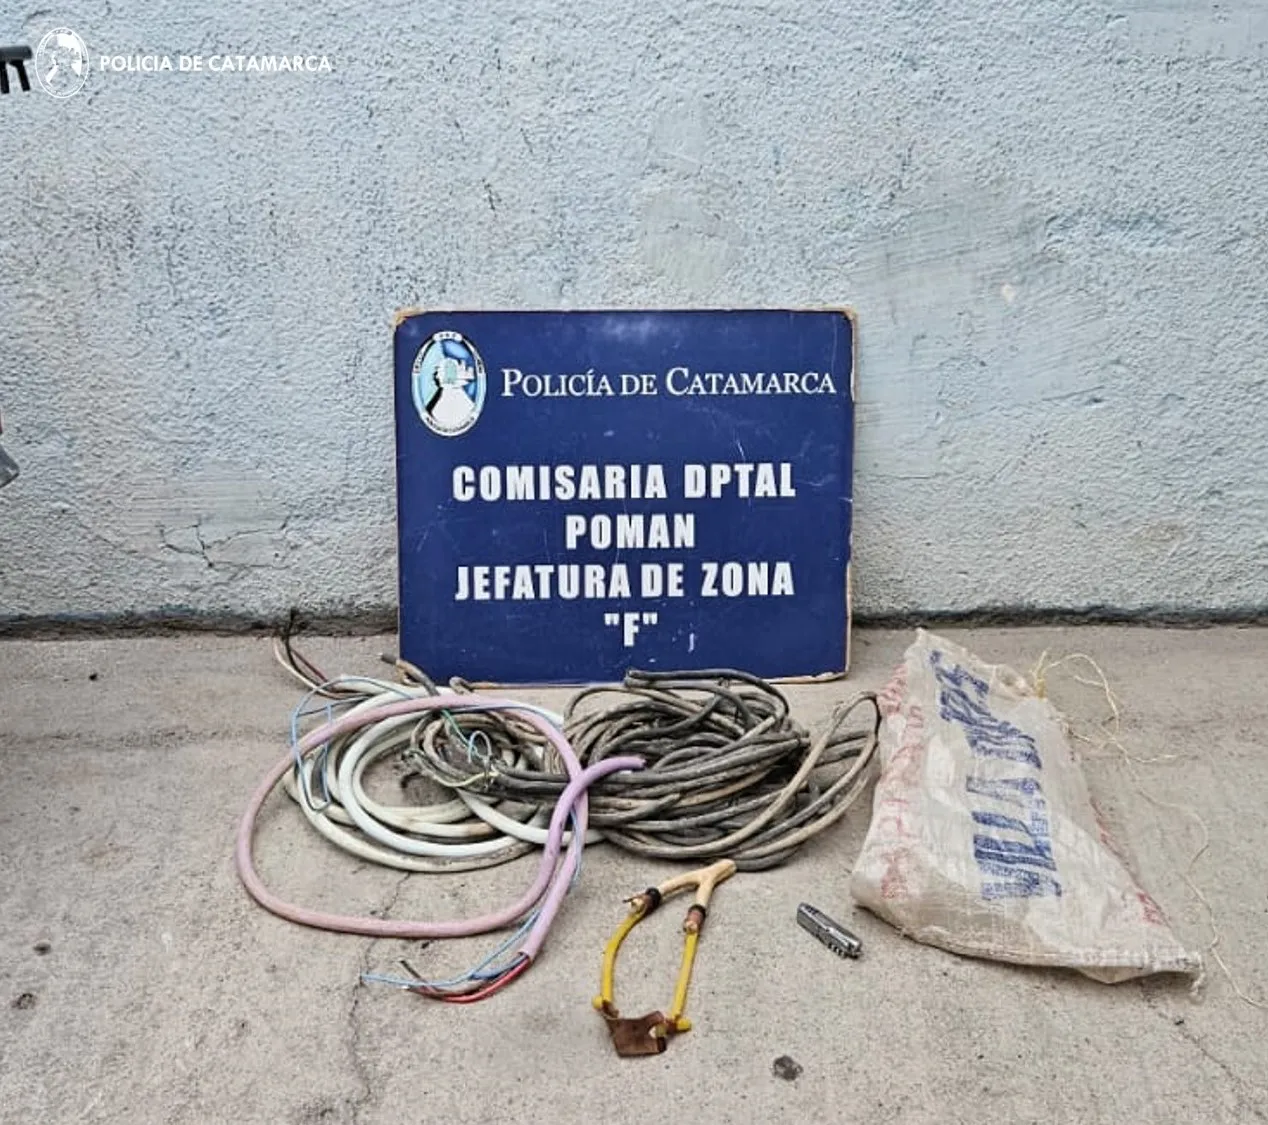 POLICIA DE CATAMARCA
POLICÍA DE CATAMARCA
COMISARIA DPTAL
POMAN
JEFATURA DE ZONA
"F"